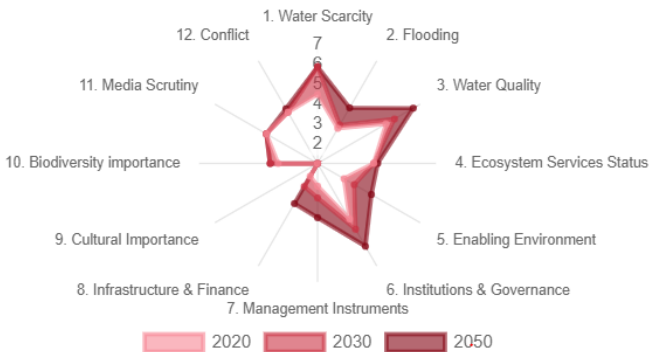 1. Water Scarcity
12. Conflict
2. Flooding
7
6
5
4
3
2
11. Media Scrutiny
3. Water Quality
10. Biodiversity importance
4. Ecosystem Services Status
9. Cultural Importance
5. Enabling Environment
8. Infrastructure & Finance
6. Institutions & Governance
7. Management Instruments
2020
2030
2050